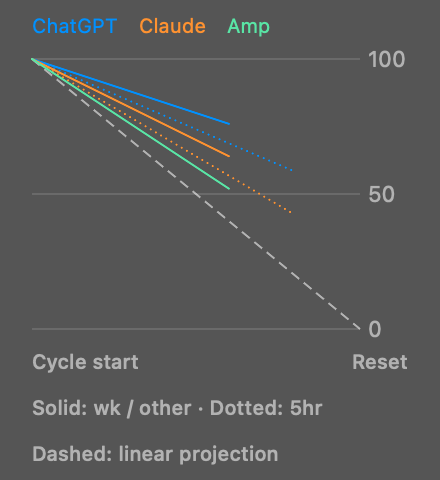 ChatGPT Claude Amp
100
50
0
Cycle start Reset
Solid: wk / other · Dotted: 5hr
Dashed: linear projection